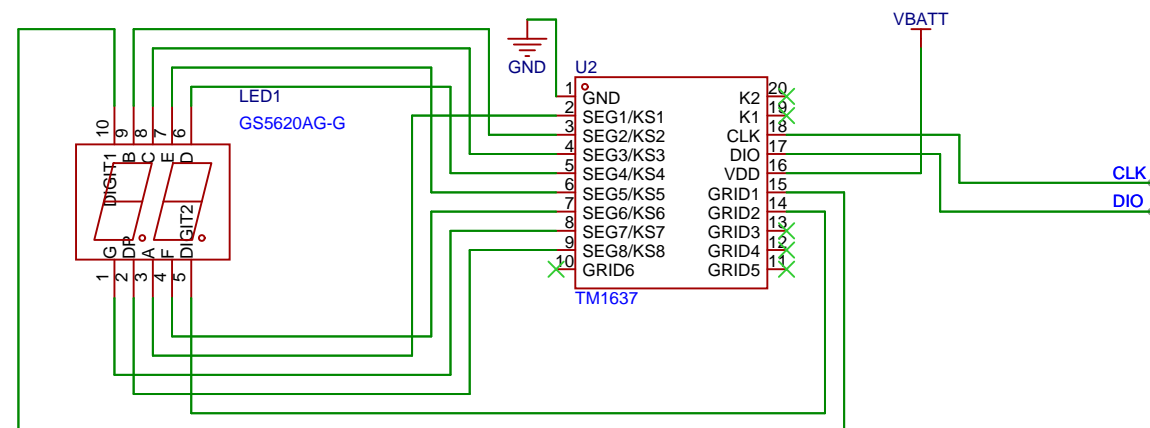 VBATT
GND
U2
LED1
GS5620AG-G
10
9
8
7
6
DIGIT1
B
C
E
D
G
DP
A
F
DIGIT2
1
2
3
4
5
1 GND
2 SEG1/KS1
3 SEG2/KS2
4 SEG3/KS3
5 SEG4/KS4
6 SEG5/KS5
7 SEG6/KS6
8 SEG7/KS7
9 SEG8/KS8
10 GRID6
K2 20
K1 19
CLK 18
DIO 17
VDD 16
GRID1 15
GRID2 14
GRID3 13
GRID4 12
GRID5 11
TM1637
CLK
DIO